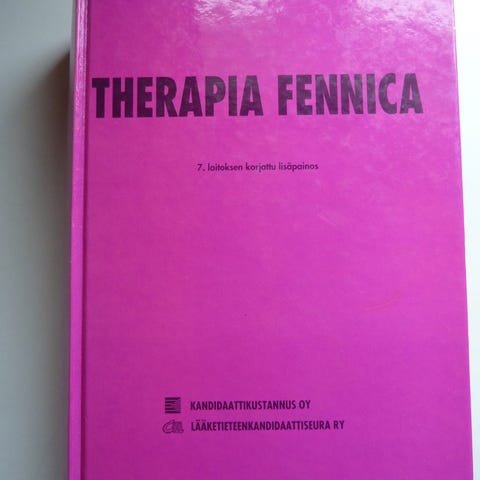 THERAPIA FENNICA
7. laitoksen korjattu lisäpainos
KANDIDAATTIKUSTANNUS OY
LÄÄKETIETEENKANDIDAATTISEURA RY